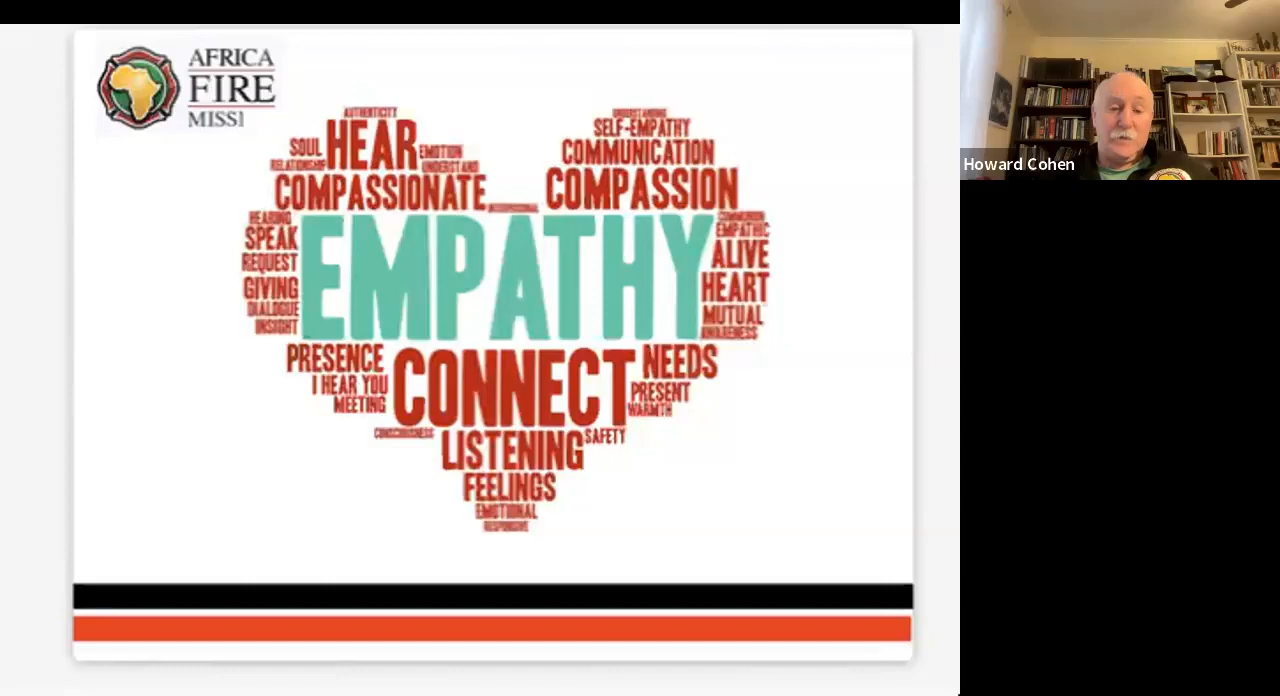 AFRICA
FIRE
MISSI
AUTHENTICITY
SOUL
HEAR
EMOTION
RELATIONSHIP
UNDERSTAND
COMPASSIONATE
SELF-EMPATHY
COMMUNICATION
COMPASSION
HEARING
SPEAK
REQUEST
GIVING
DIALOGUE
INSIGHT
EMPATHY
COMMUNION
EMPATHIC
ALIVE
HEART
MUTUAL
AWARENESS
PRESENCE
I HEAR YOU
MEETING
CONNECT
NEEDS
PRESENT
WARMTH
CONSCIOUSNESS
LISTENING
SAFETY
FEELINGS
EMOTIONAL
RESPONSIVE
Howard Cohen